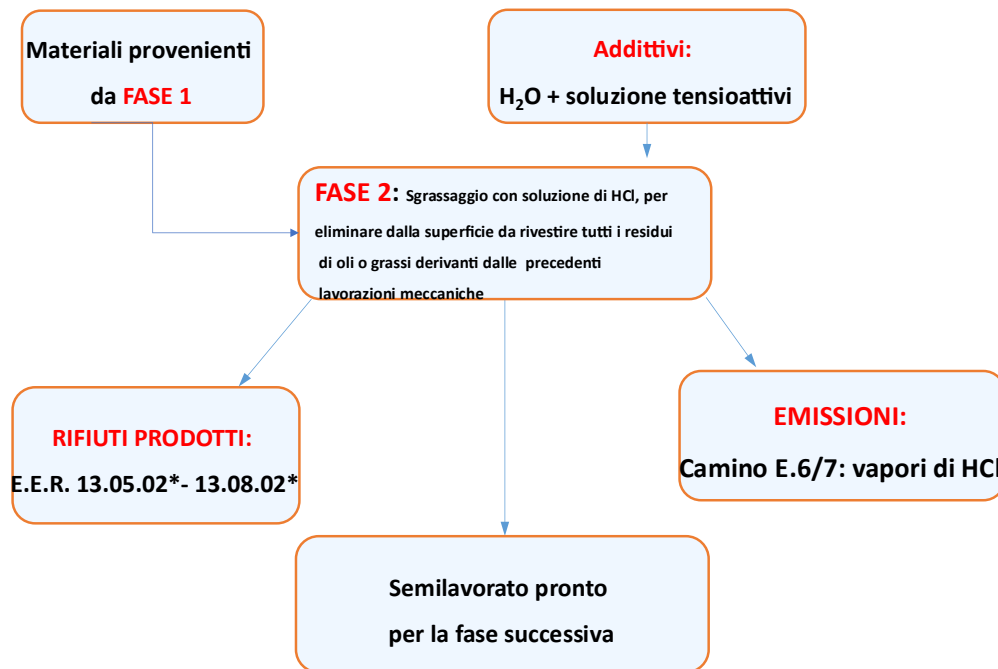 Materiali provenienti
da FASE 1
Addittivi:
H₂O + soluzione tensioattivi
FASE 2: Sgrassaggio con soluzione di HCl, per
eliminare dalla superficie da rivestire tutti i residui
di oli o grassi derivanti dalle precedenti
lavorazioni meccaniche
RIFIUTI PRODOTTI:
E.E.R. 13.05.02*- 13.08.02*
EMISSIONI:
Camino E.6/7: vapori di HCl
Semilavorato pronto
per la fase successiva